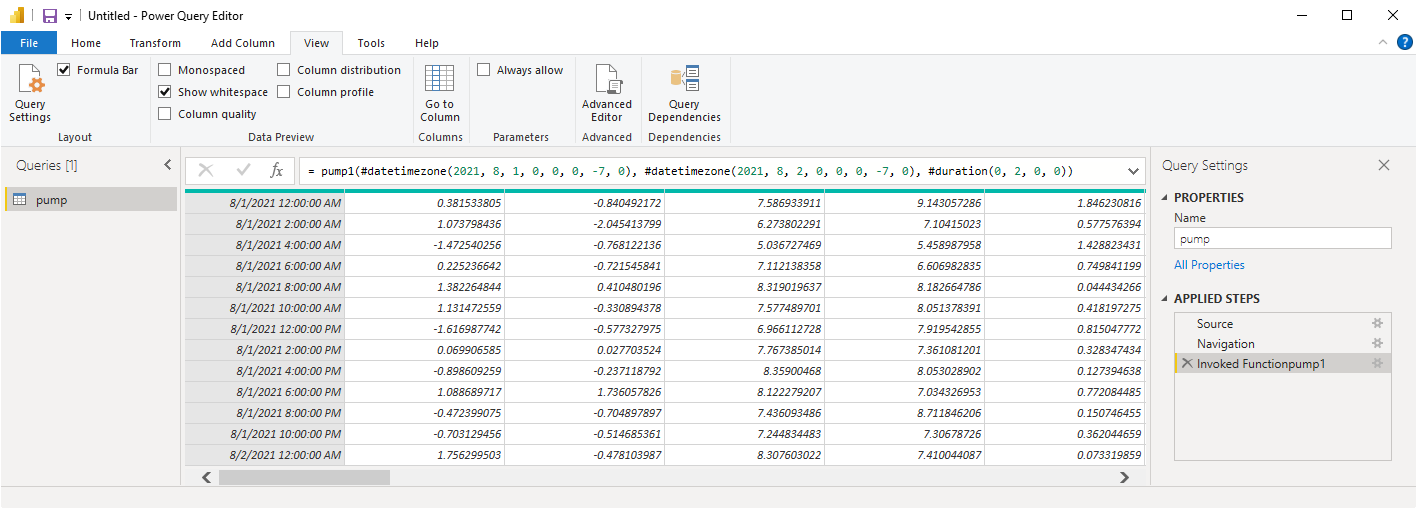 Untitled - Power Query Editor
File Home Transform Add Column View Tools Help
?
Query Settings
Formula Bar
Layout
Monospaced
Column distribution
Show whitespace
Column profile
Column quality
Data Preview
Go to Column
Columns
Always allow
Parameters
Advanced Editor
Advanced
Query Dependencies
Dependencies
Queries [1]
pump
fx
= pump1(#datetimezone(2021, 8, 1, 0, 0, 0, -7, 0), #datetimezone(2021, 8, 2, 0, 0, 0, -7, 0), #duration(0, 2, 0, 0))
8/1/2021 12:00:00 AM 0.381533805 -0.840492172 7.586933911 9.143057286 1.846230816
8/1/2021 2:00:00 AM 1.073798436 -2.045413799 6.273802291 7.10415023 0.577576394
8/1/2021 4:00:00 AM -1.472540256 -0.768122136 5.036727469 5.458987958 1.428823431
8/1/2021 6:00:00 AM 0.225236642 -0.721545841 7.112138358 6.606982835 0.749841199
8/1/2021 8:00:00 AM 1.382264844 0.410480196 8.319019637 8.182664786 0.044434266
8/1/2021 10:00:00 AM 1.131472559 -0.330894378 7.577489701 8.051378391 0.418197275
8/1/2021 12:00:00 PM -1.616987742 -0.577327975 6.966112728 7.919542855 0.815047772
8/1/2021 2:00:00 PM 0.069906585 0.027703524 7.767385014 7.361081201 0.328347434
8/1/2021 4:00:00 PM -0.898609259 -0.237118792 8.35900468 8.053028902 0.127394638
8/1/2021 6:00:00 PM 1.088689717 1.736057826 8.122279207 7.034326953 0.772084485
8/1/2021 8:00:00 PM -0.472399075 -0.704897897 7.436093486 8.711846206 0.150746455
8/1/2021 10:00:00 PM -0.703129456 -0.514685361 7.244834483 7.30678726 0.362044659
8/2/2021 12:00:00 AM 1.756299503 -0.478103987 8.307603022 7.410044087 0.073319859
Query Settings
PROPERTIES
Name
pump
All Properties
APPLIED STEPS
Source
Navigation
Invoked Functionpump1